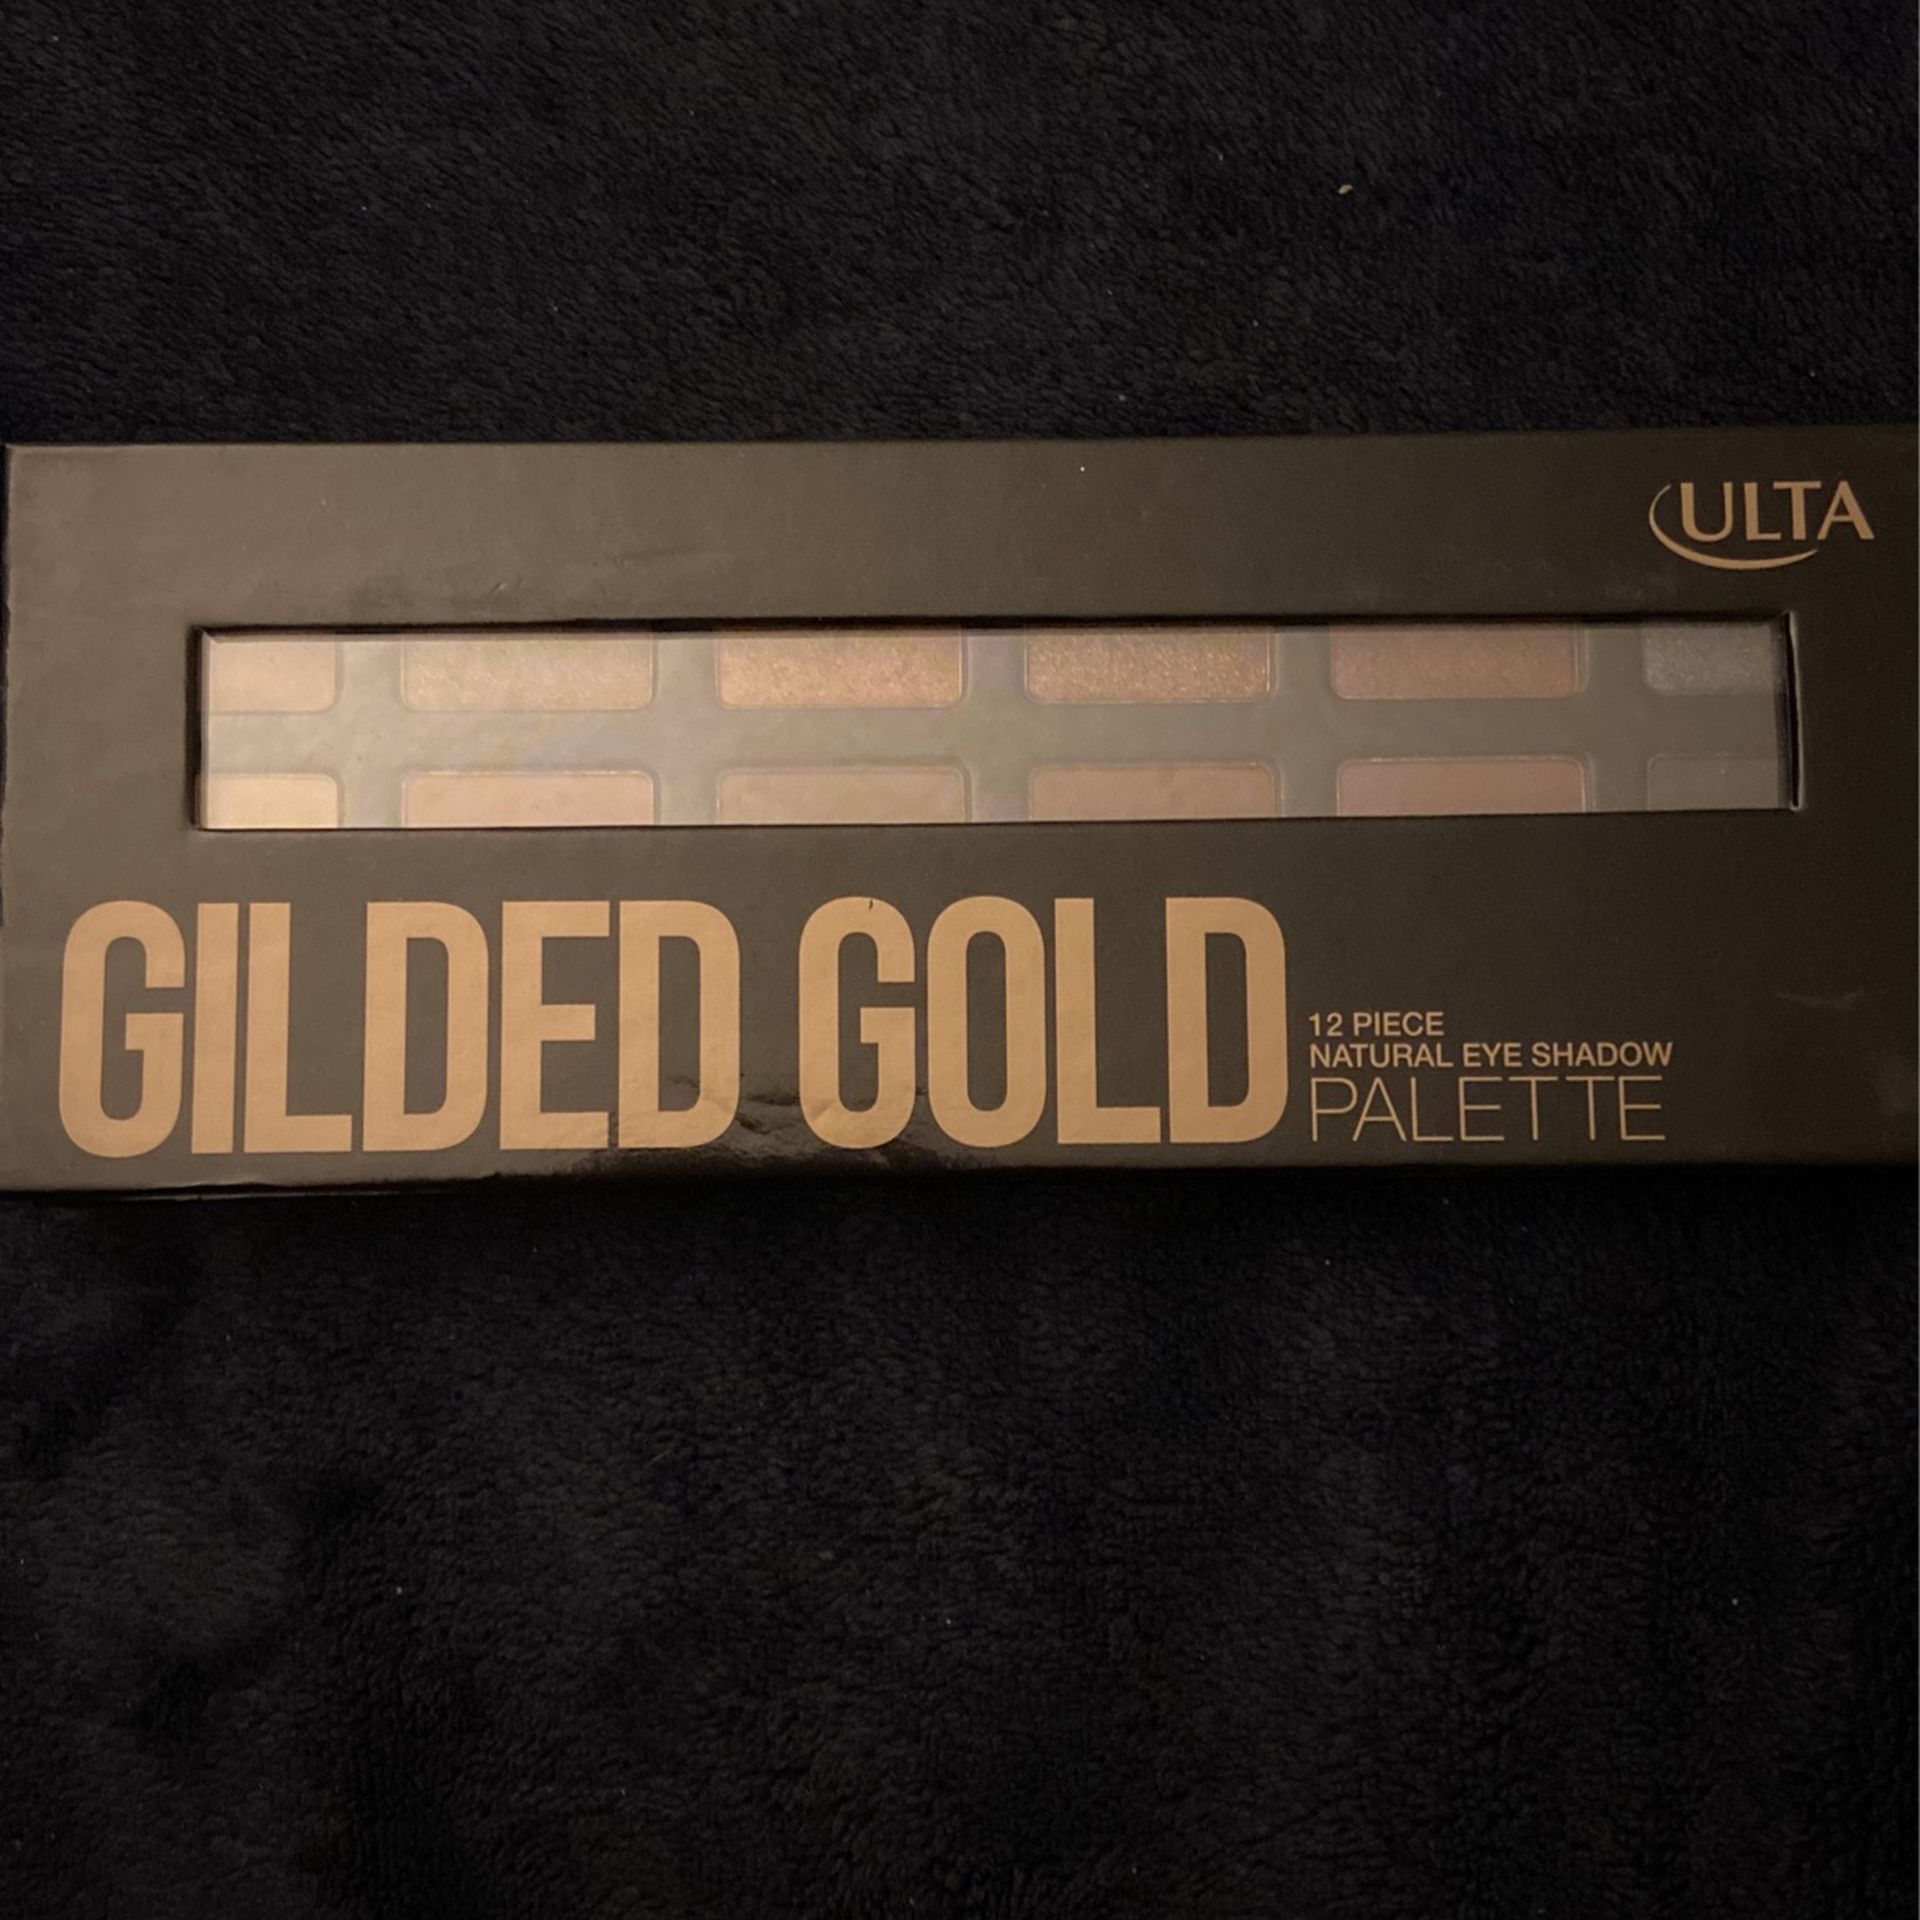 ULTA
GILDED GOLD
12 PIECE
NATURAL EYE SHADOW
PALETTE